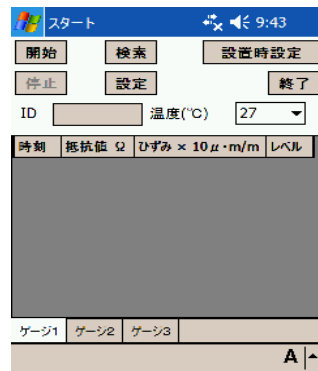 スタート 9:43
開始 検索 設置時設定
停止 設定 終了
ID 温度(℃) 27
時刻 抵抗値 Ω ひずみ × 10μ・m/m レベル
ゲージ1 ゲージ2 ゲージ3
A